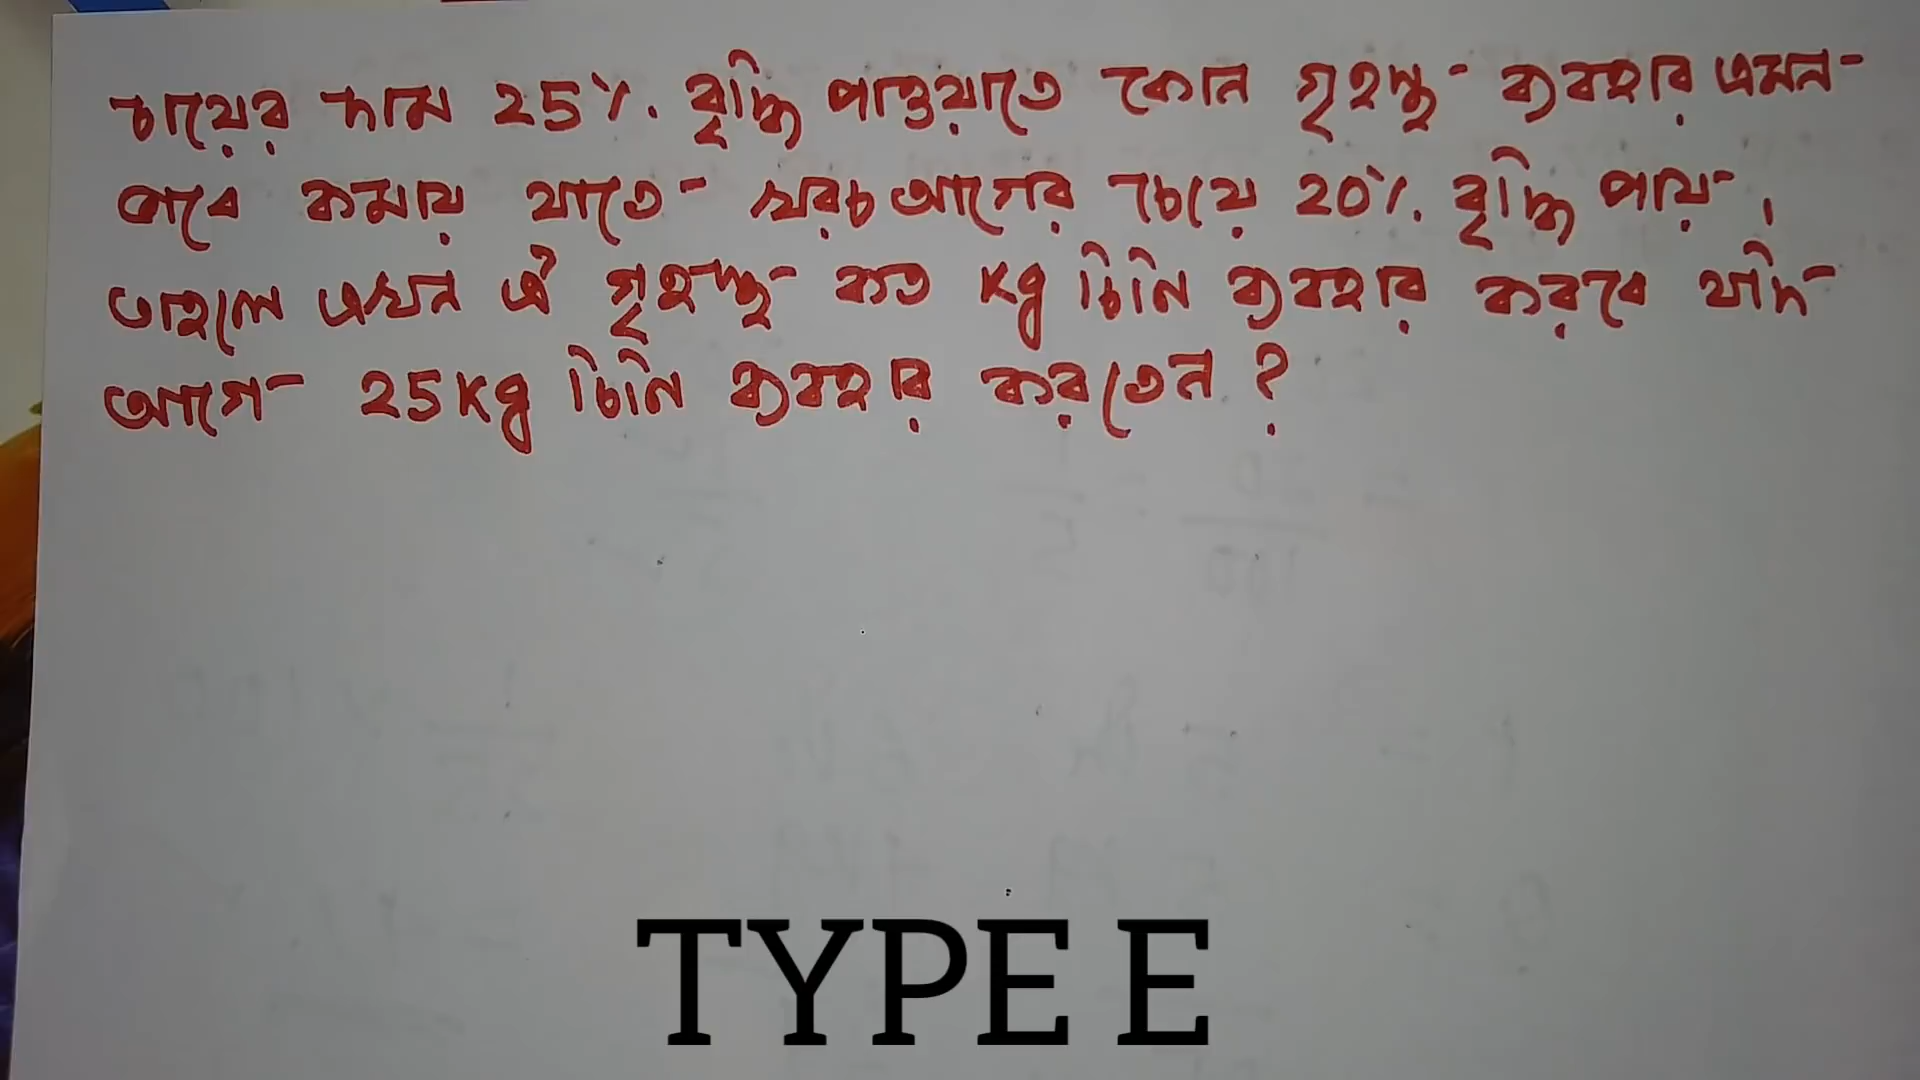 চায়ের দাম 25%. বৃদ্ধি পাওয়াতে কোন গৃহস্থ ব্যবহার এমন
ভাবে কমায় যাতে খরচ আগের চেয়ে 20%. বৃদ্ধি পায়,
তাহলে এখন ঐ গৃহস্থ কত kg চিনি ব্যবহার করবে যদি
আগে 25kg চিনি ব্যবহার করতেন ?
TYPE E